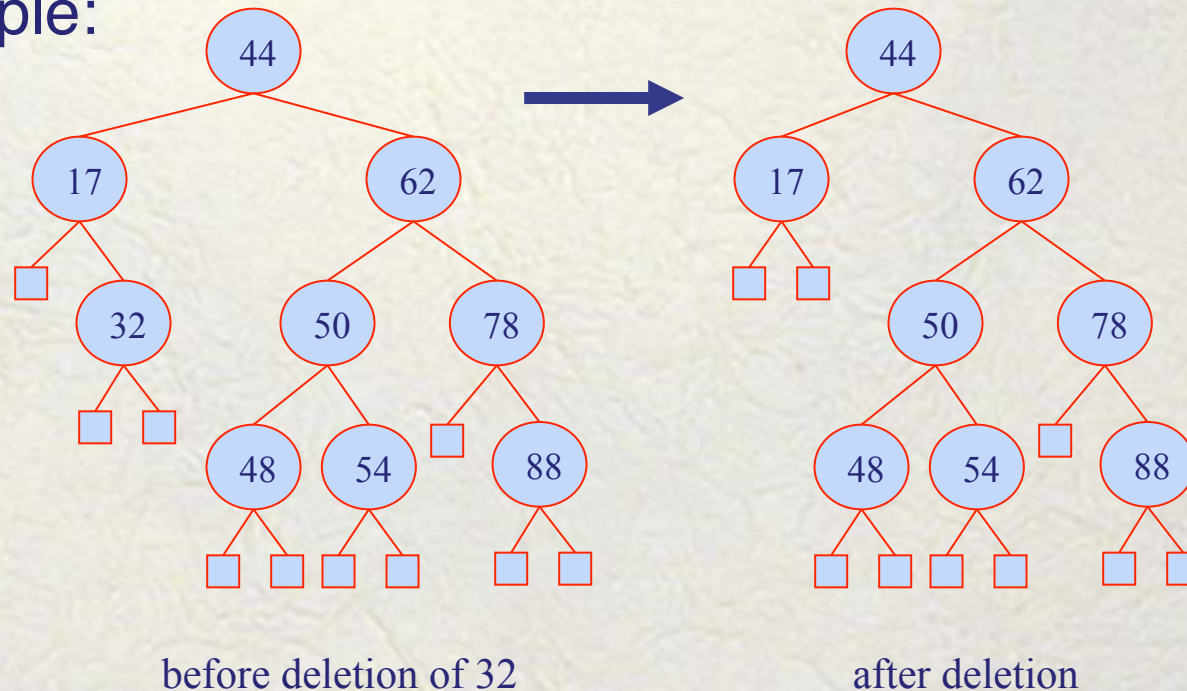 ple:
44 44
17 62 17 62
32 50 78 50 78
48 54 88 48 54 88
before deletion of 32 after deletion